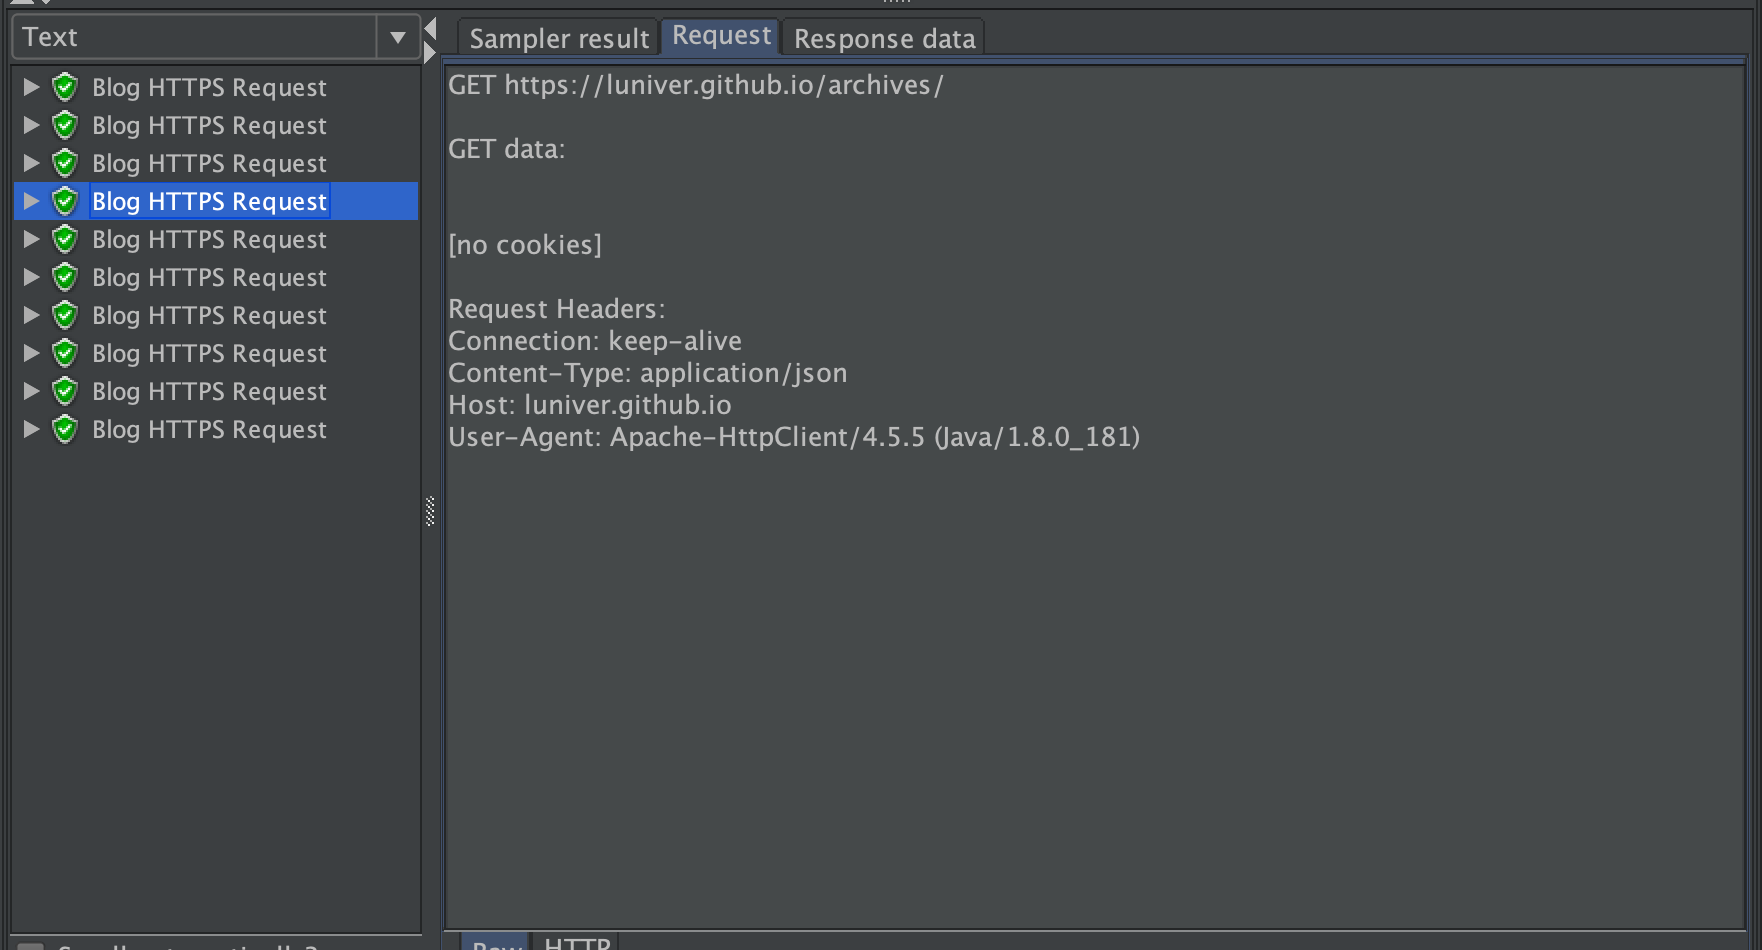 Text
Sampler result
Request
Response data
Blog HTTPS Request
Blog HTTPS Request
Blog HTTPS Request
Blog HTTPS Request
Blog HTTPS Request
Blog HTTPS Request
Blog HTTPS Request
Blog HTTPS Request
Blog HTTPS Request
Blog HTTPS Request
GET https://luniver.github.io/archives/
GET data:
[no cookies]
Request Headers:
Connection: keep-alive
Content-Type: application/json
Host: luniver.github.io
User-Agent: Apache-HttpClient/4.5.5 (Java/1.8.0_181)
Scroll automatically?
Raw
HTTP